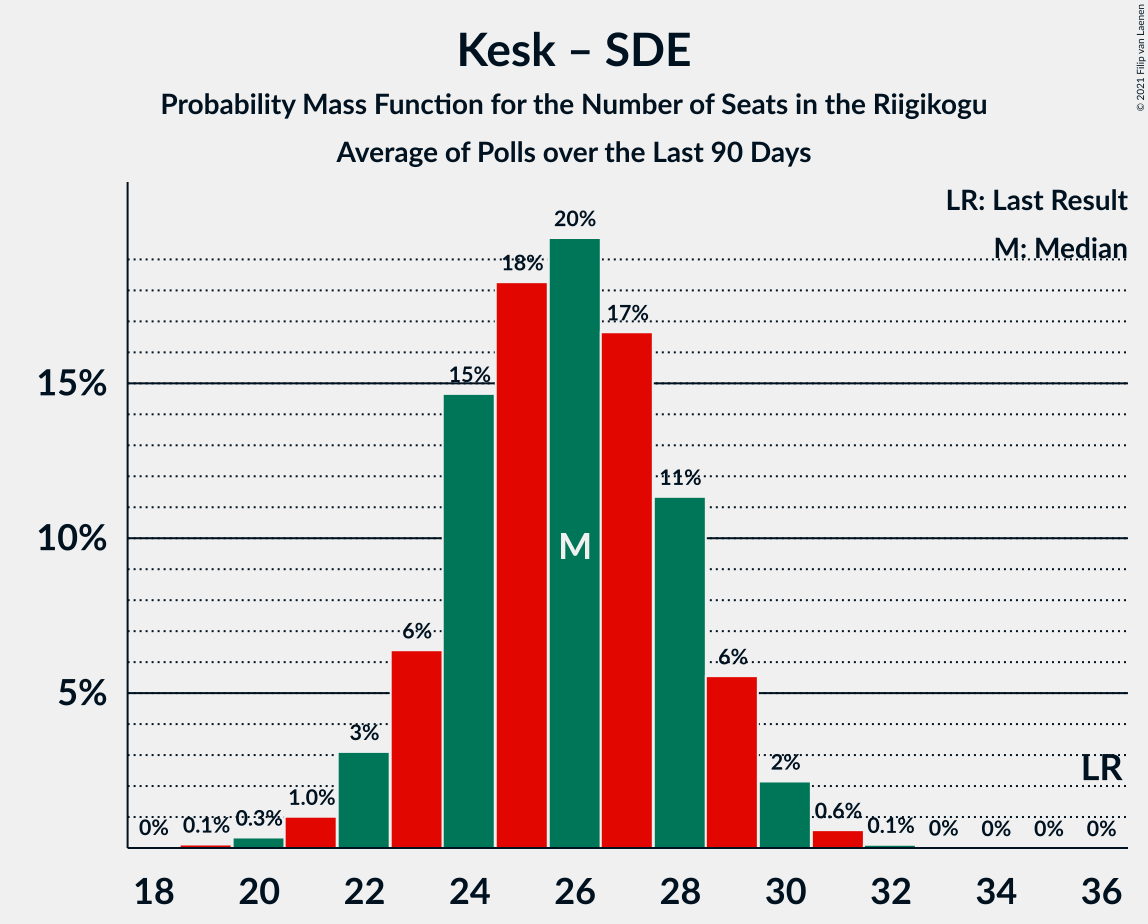 Kesk – SDE
Probability Mass Function for the Number of Seats in the Riigikogu
Average of Polls over the Last 90 Days
© 2021 Filip van Laenen
LR: Last Result
M: Median
20%
18%
17%
15%
15%
11%
10%
M
6%
6%
5%
3%
2%
LR
1.0%
0.6%
0.3%
0.1%
0.1%
0%
0%
0%
0%
0%
18 20 22 24 26 28 30 32 34 36